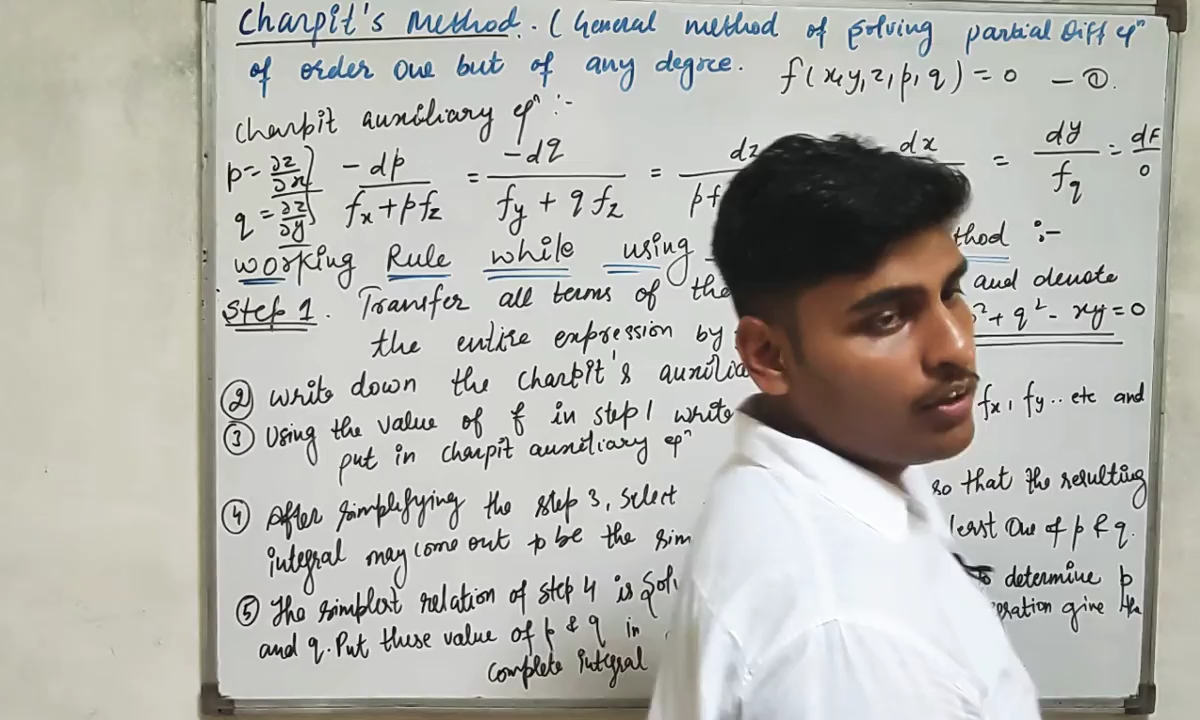 Charpit's Method. (General method of solving partial Diff eqⁿ
of order one but of any degree. f(x,y,z,p,q) = 0 — ①.
Charpit auxiliary eqⁿ :-
p = ∂z/∂x
q = ∂z/∂y
-dp/(fx + pfz) = -dq/(fy + qfz) = dz/pf dx = dy/fq = dF/0
Working Rule while using thod :-
Step 1. Transfer all terms of the and denote
the entire expression by ² + q² - xy = 0
② write down the Charpit's auxilia
③ Using the value of f in step 1 write fx, fy .. etc and
put in charpit auxiliary eqⁿ
④ After simplifying the step 3, select so that the resulting
integral may come out to be the sim least One of p & q.
⑤ The simplest relation of step 4 is Sol to determine p
and q. Put these value of p & q in eration give the
complete integral